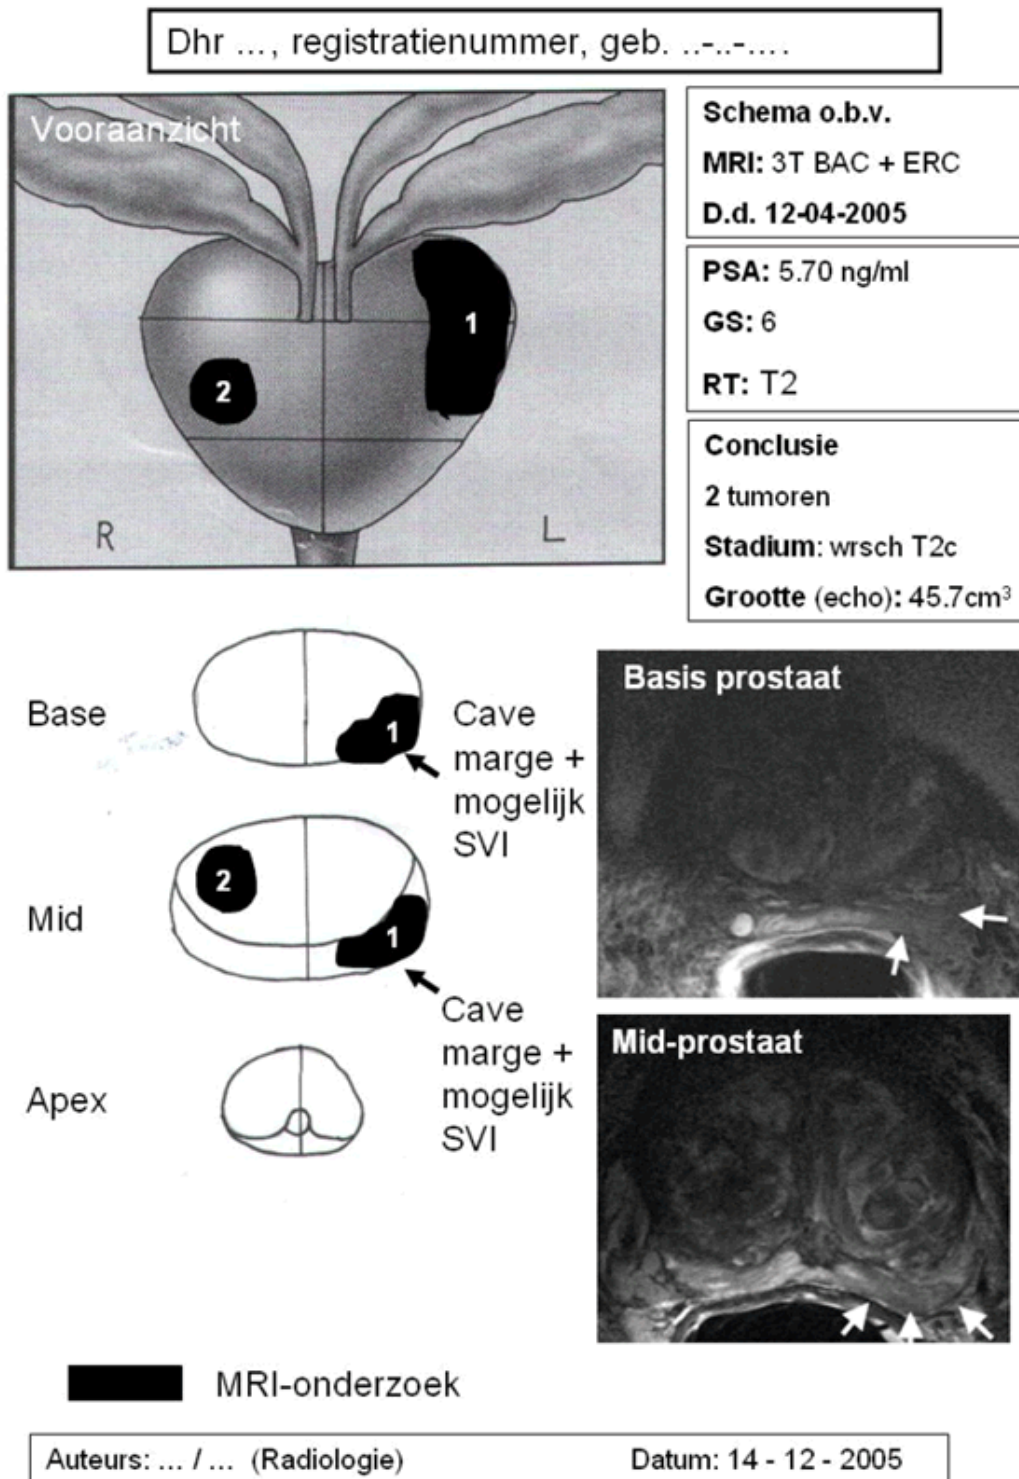 Dhr ..., registratienummer, geb. ..-..-....
Vooraanzicht
1
2
R
L
Schema o.b.v.
MRI: 3T BAC + ERC
D.d. 12-04-2005
PSA: 5.70 ng/ml
GS: 6
RT: T2
Conclusie
2 tumoren
Stadium: wrsch T2c
Grootte (echo): 45.7cm³
Base
1
Cave
marge +
mogelijk
SVI
Mid
2
1
Cave
marge +
mogelijk
SVI
Apex
Basis prostaat
Mid-prostaat
MRI-onderzoek
Auteurs: ... / ... (Radiologie) Datum: 14 - 12 - 2005